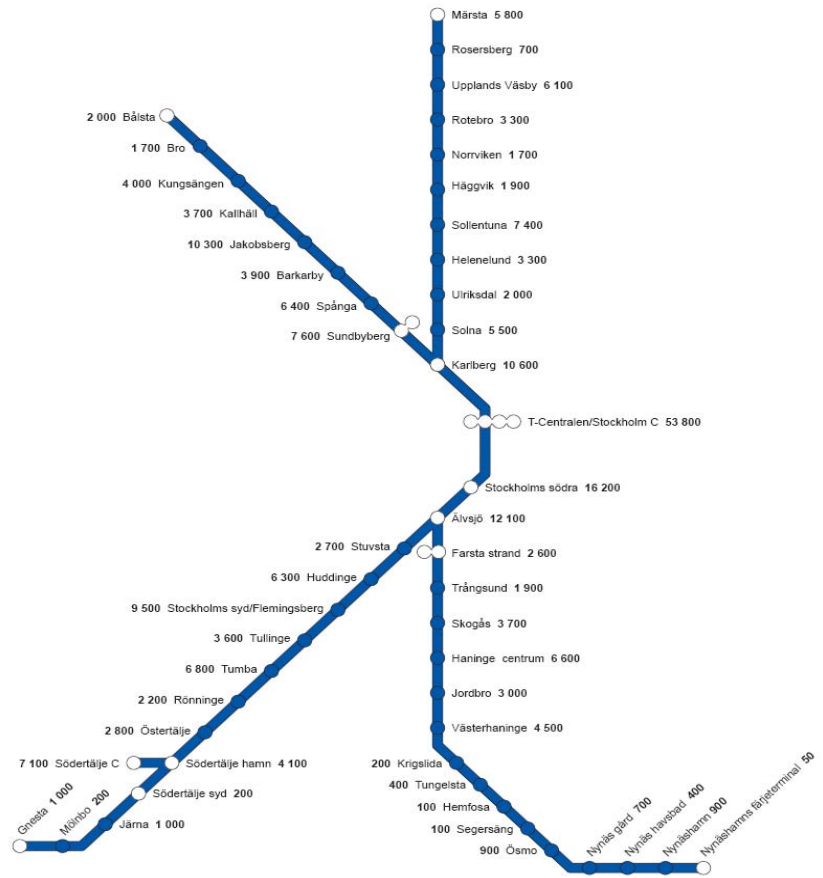 Märsta 5 800
Rosersberg 700
Upplands Väsby 6 100
Rotebro 3 300
Norrviken 1 700
Häggvik 1 900
Sollentuna 7 400
Helenelund 3 300
Ulriksdal 2 000
Solna 5 500
Karlberg 10 600
2 000 Bålsta
1 700 Bro
4 000 Kungsängen
3 700 Kallhäll
10 300 Jakobsberg
3 900 Barkarby
6 400 Spånga
7 600 Sundbyberg
T-Centralen/Stockholm C 53 800
Stockholms södra 16 200
Älvsjö 12 100
2 700 Stuvsta
6 300 Huddinge
9 500 Stockholms syd/Flemingsberg
3 600 Tullinge
6 800 Tumba
2 200 Rönninge
2 800 Östertälje
7 100 Södertälje C
Södertälje hamn 4 100
Södertälje syd 200
Järna 1 000
Mölnbo 200
Gnesta 1 000
Farsta strand 2 600
Trångsund 1 900
Skogås 3 700
Haninge centrum 6 600
Jordbro 3 000
Västerhaninge 4 500
200 Krigslida
400 Tungelsta
100 Hemfosa
100 Segersäng
900 Ösmo
Nynäs gård 700
Nynäs havsbad 400
Nynäshamn 900
Nynäshamns färjeterminal 50